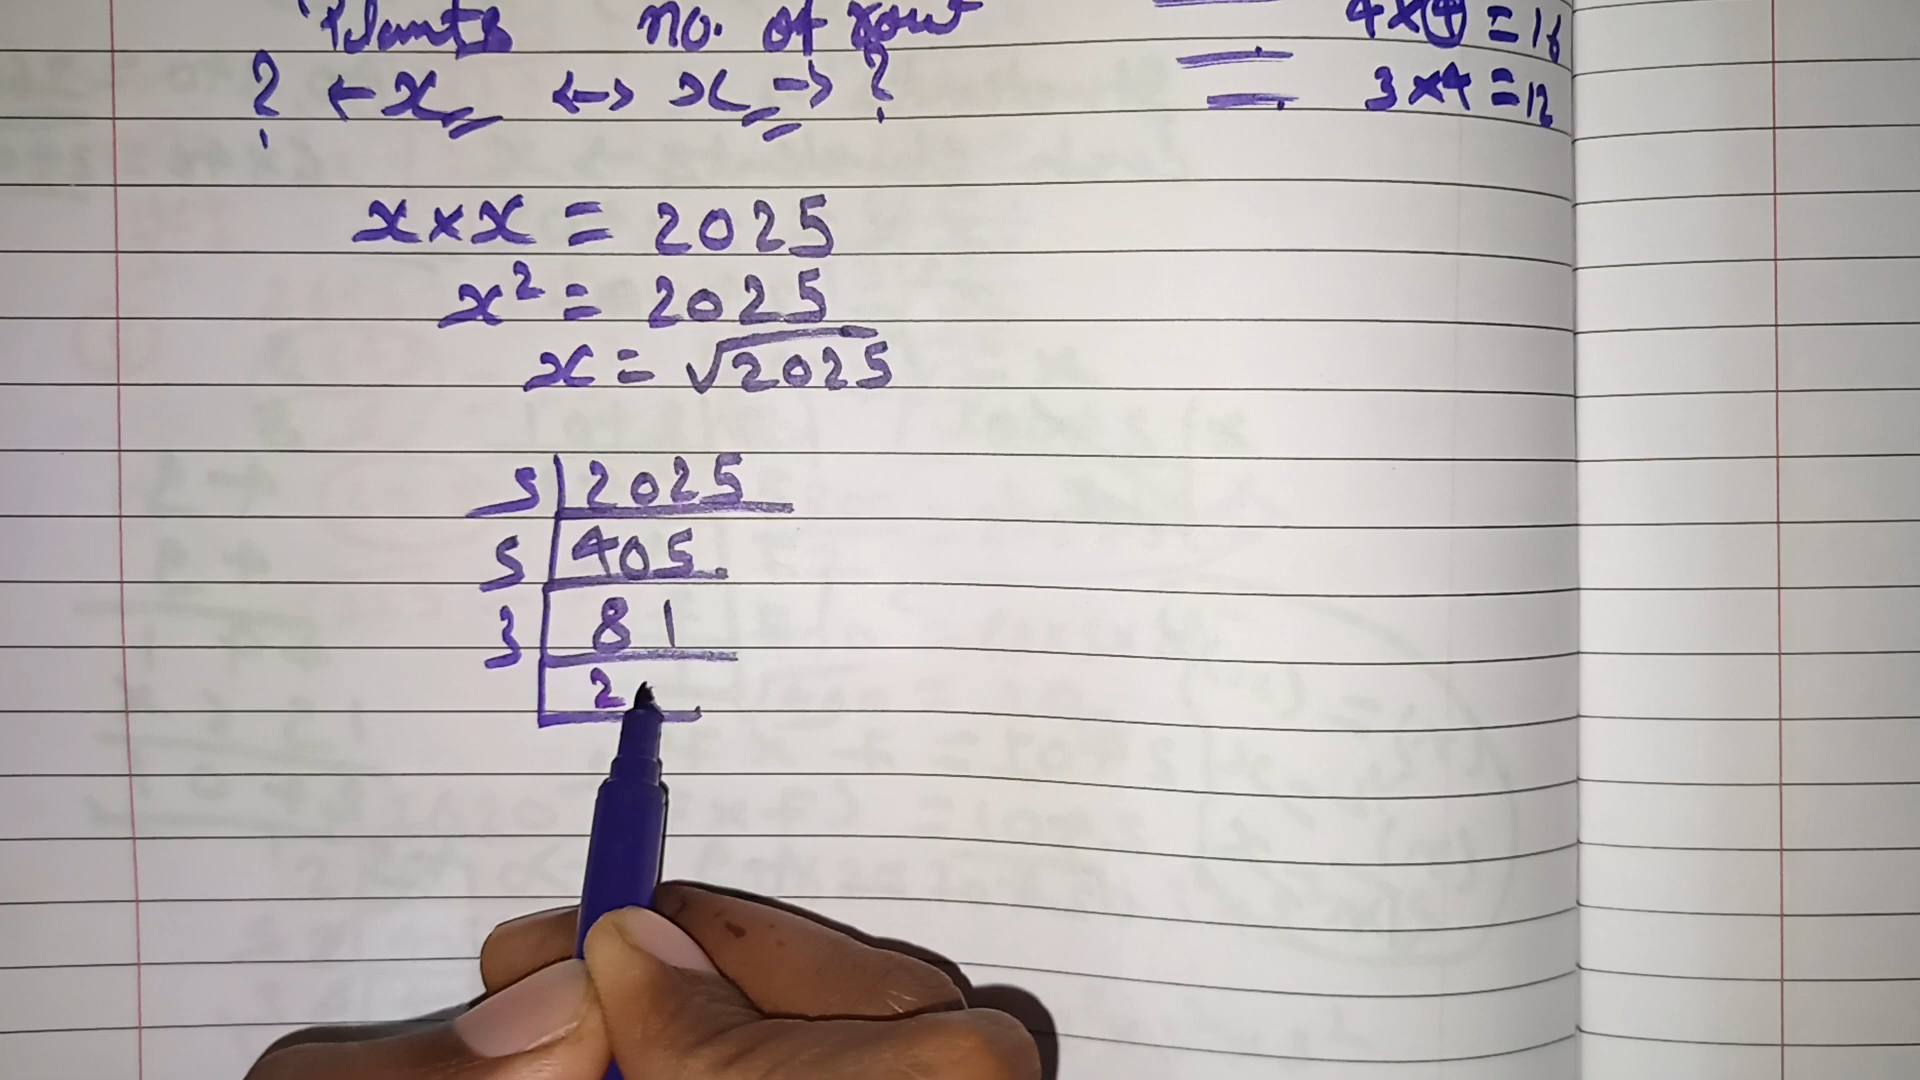 Plants no. of row 4×4 = 16
? ← x ↔ x → ? 3×4 = 12
x × x = 2025
x² = 2025
x = √2025
5 | 2025
5 | 405
3 | 81
2